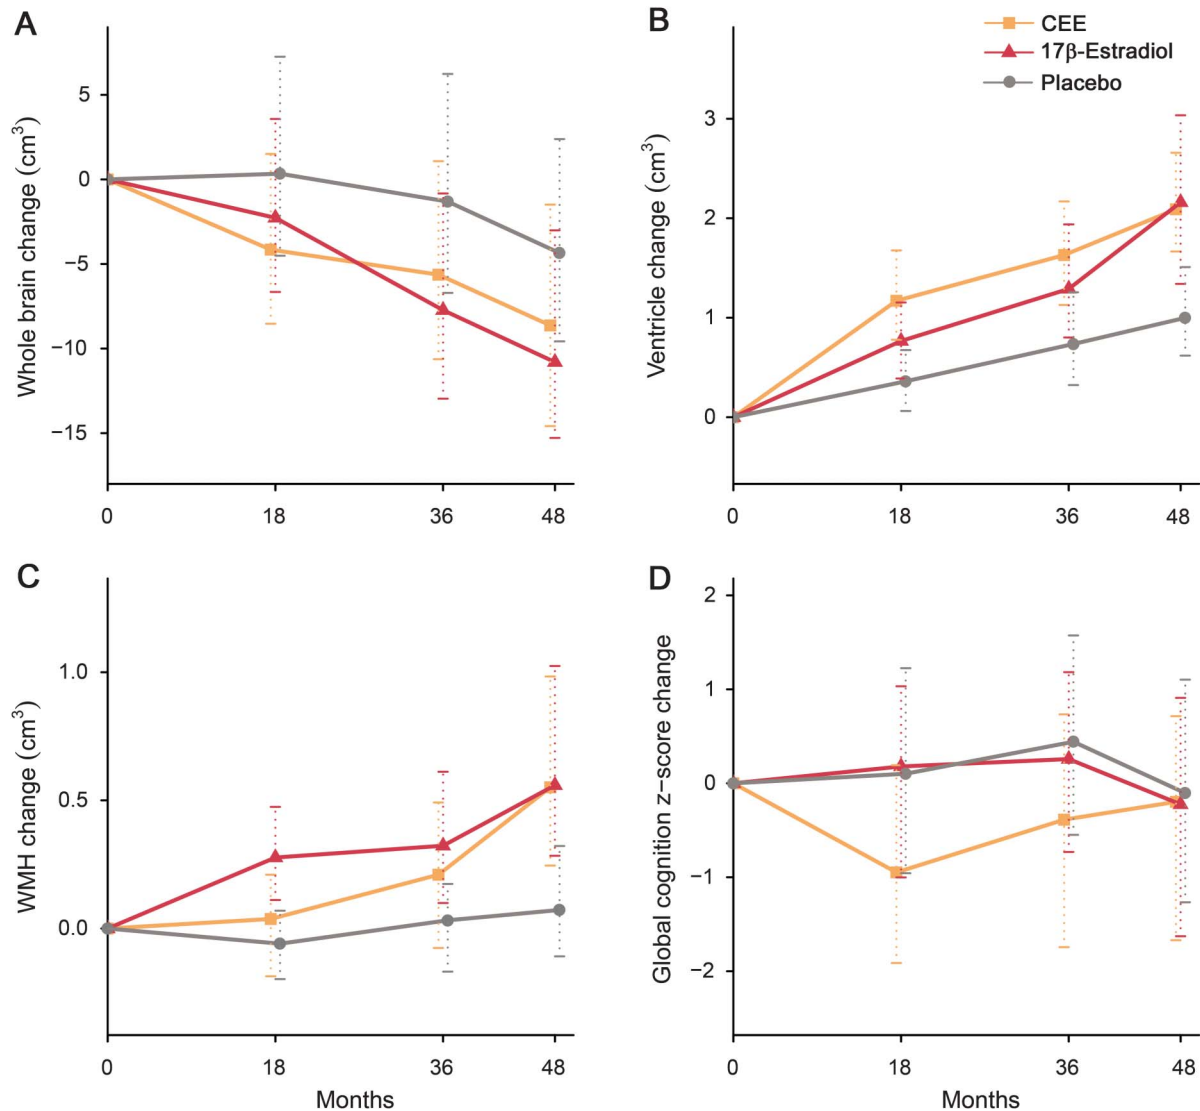 A
Whole brain change (cm³)
5
0
−5
−10
−15
0 18 36 48
B
CEE
17β-Estradiol
Placebo
Ventricle change (cm³)
3
2
1
0
0 18 36 48
C
WMH change (cm³)
1.0
0.5
0.0
0 18 36 48
Months
D
Global cognition z−score change
2
1
0
−1
−2
0 18 36 48
Months